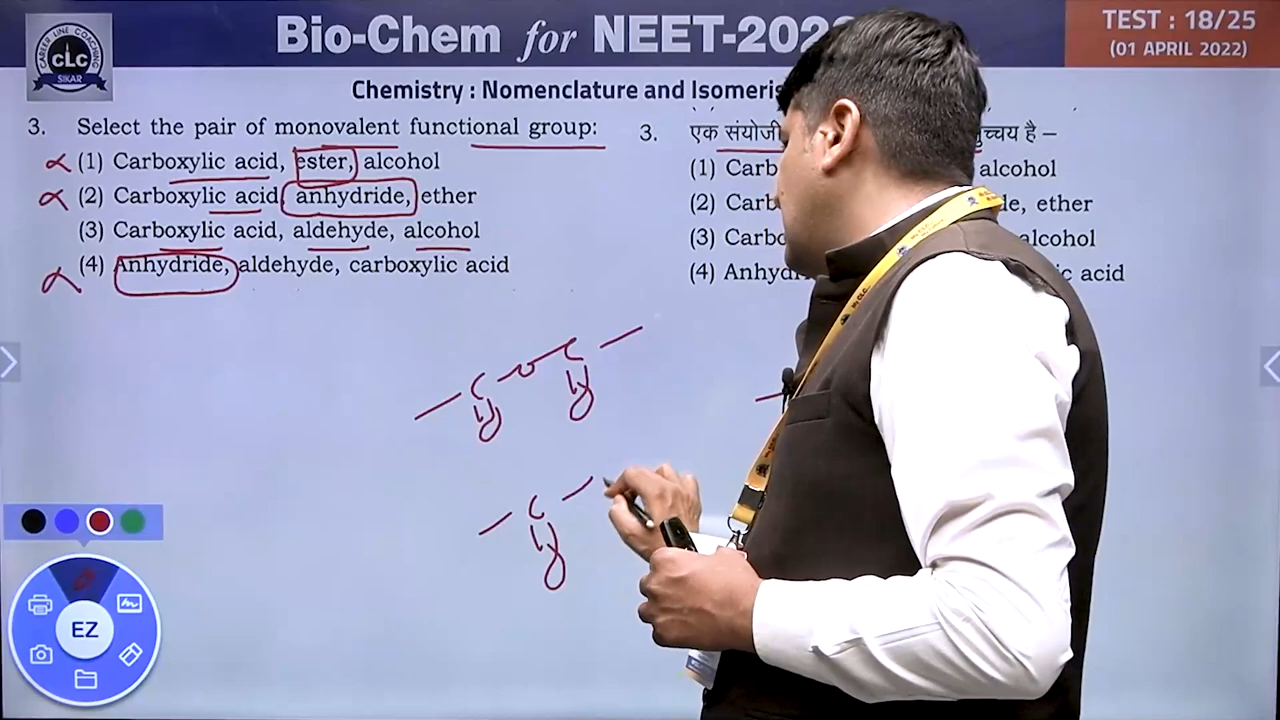 CAREER LINE COACHING
CLC
SIKAR
Bio-Chem for NEET-202
TEST : 18/25
(01 APRIL 2022)
Chemistry : Nomenclature and Isomeris
3. Select the pair of monovalent functional group:
(1) Carboxylic acid, ester, alcohol
(2) Carboxylic acid, anhydride, ether
(3) Carboxylic acid, aldehyde, alcohol
(4) Anhydride, aldehyde, carboxylic acid
3. एक संयोजी च्चय है –
(1) Carb alcohol
(2) Carb de, ether
(3) Carbo alcohol
(4) Anhydr ic acid
C O C
O O
C
O
EZ